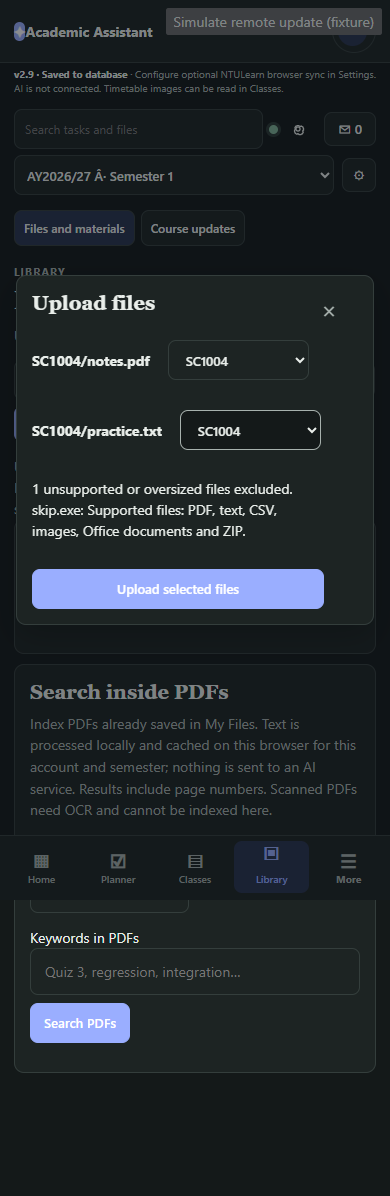 Academic Assistant
Simulate remote update (fixture)
v2.9 • Saved to database · Configure optional NTULearn browser sync in Settings.
AI is not connected. Timetable images can be read in Classes.
Search tasks and files
0
AY2026/27 Â· Semester 1
Files and materials
Course updates
LIBRARY
Upload files
×
SC1004/notes.pdf
SC1004
SC1004/practice.txt
SC1004
1 unsupported or oversized files excluded.
skip.exe: Supported files: PDF, text, CSV,
images, Office documents and ZIP.
Upload selected files
Search inside PDFs
Index PDFs already saved in My Files. Text is
processed locally and cached on this browser for this
account and semester; nothing is sent to an AI
service. Results include page numbers. Scanned PDFs
need OCR and cannot be indexed here.
Home
Planner
Classes
Library
More
Keywords in PDFs
Quiz 3, regression, integration...
Search PDFs